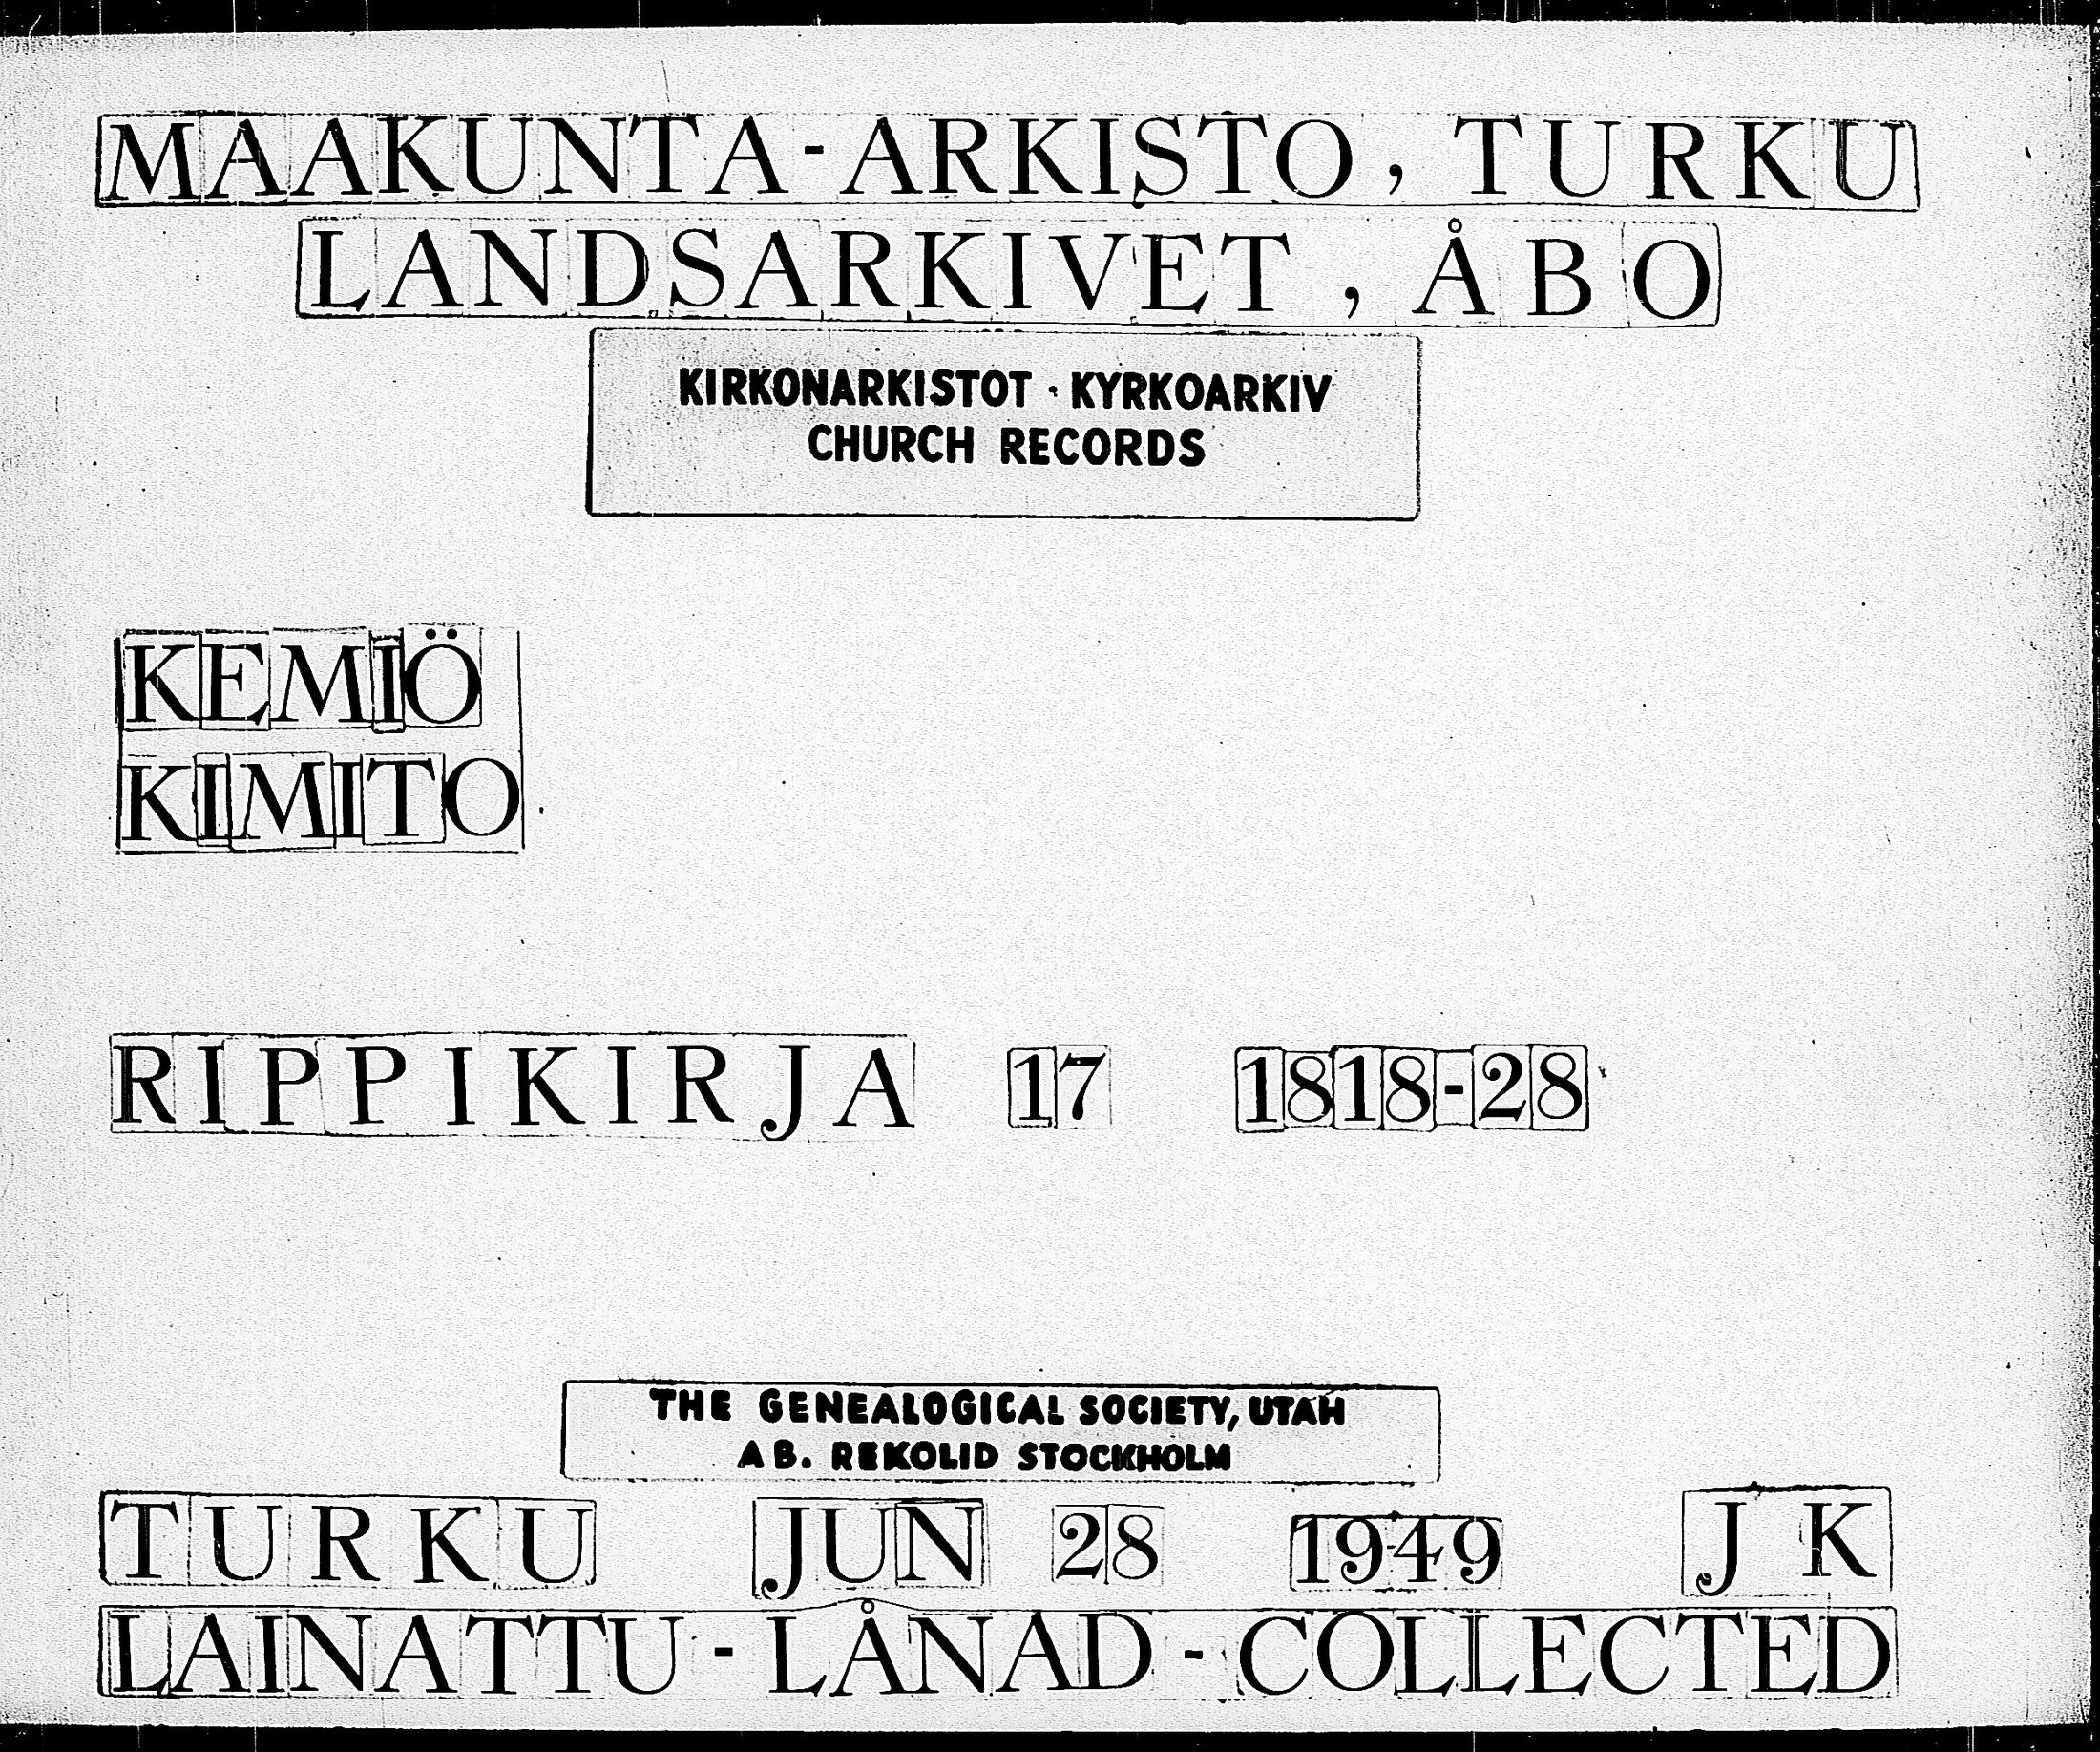 MAAKUNTA-ARKISTO, TURKU
LANDSARKIVET, ÅBO
KIRKONARKISTOT · KYRKOARKIV
CHURCH RECORDS
KEMIÖ
KIMITO
RIPPIKIRJA 17 1818-28
THE GENEALOGICAL SOCIETY, UTAH
AB. REKOLID STOCKHOLM
TURKU JUN 28 1949 JK
LAINATTU - LÅNAD - COLLECTED